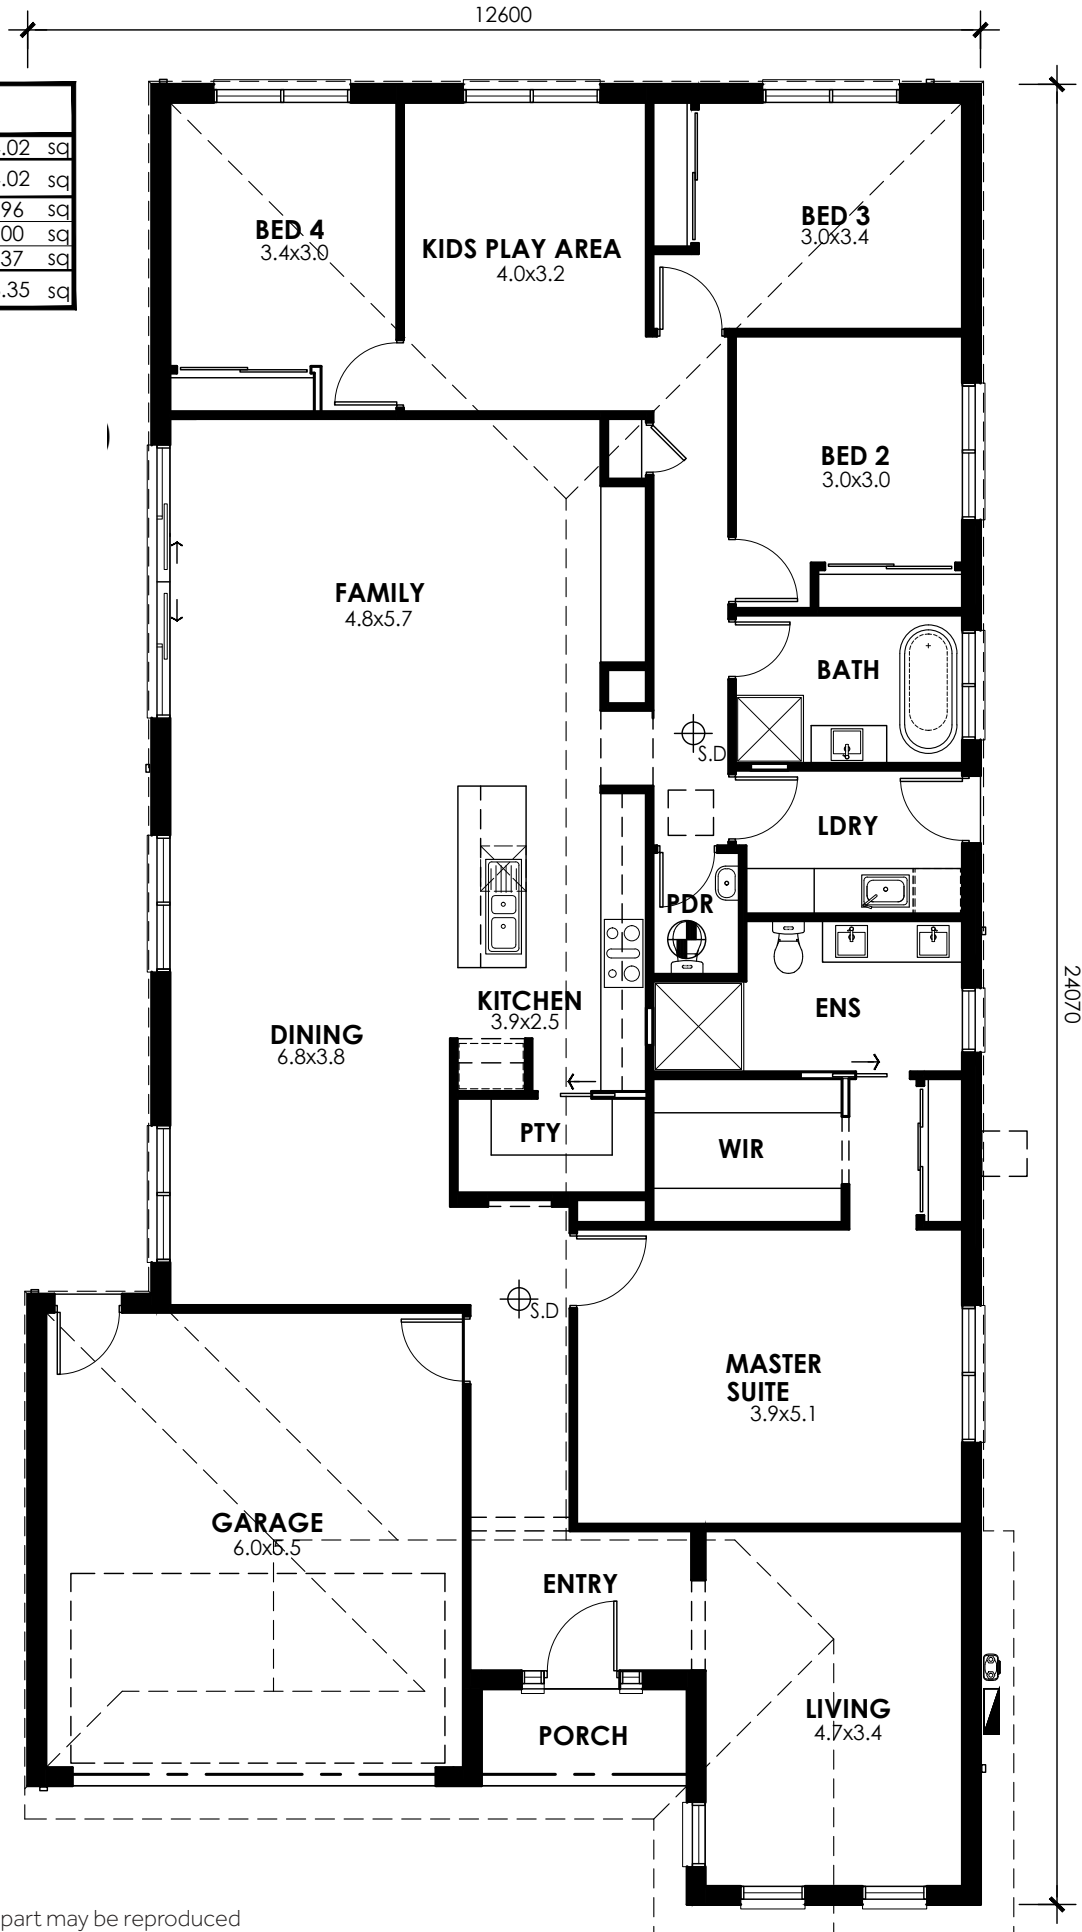 12600
.02 sq
.02 sq
96 sq
00 sq
37 sq
.35 sq
BED 4
3.4x3.0
KIDS PLAY AREA
4.0x3.2
BED 3
3.0x3.4
BED 2
3.0x3.0
FAMILY
4.8x5.7
BATH
S.D
LDRY
PDR
24070
KITCHEN
3.9x2.5
ENS
DINING
6.8x3.8
PTY
WIR
S.D
MASTER
SUITE
3.9x5.1
GARAGE
6.0x5.5
ENTRY
LIVING
4.7x3.4
PORCH
part may be reproduced